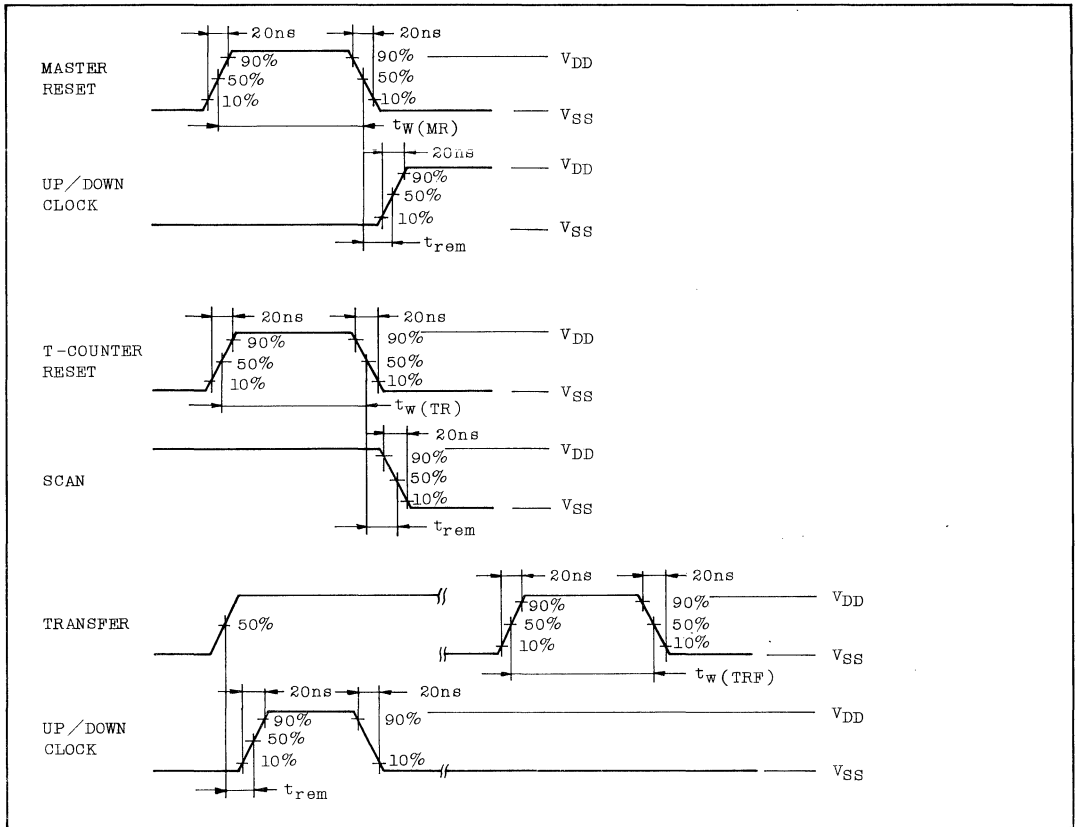 20ns 20ns
MASTER RESET
90% 90% VDD
50% 50%
10% 10% VSS
tW(MR)
20ns
UP/DOWN CLOCK
90% VDD
50%
10% VSS
trem
20ns 20ns
T-COUNTER RESET
90% 90% VDD
50% 50%
10% 10% VSS
tw(TR)
20ns
SCAN
90% VDD
50%
10% VSS
trem
20ns 20ns
TRANSFER
50%
90% 90% VDD
50% 50%
10% 10% VSS
tw(TRF)
20ns 20ns
UP/DOWN CLOCK
90% 90% VDD
50%
10% 10% VSS
trem